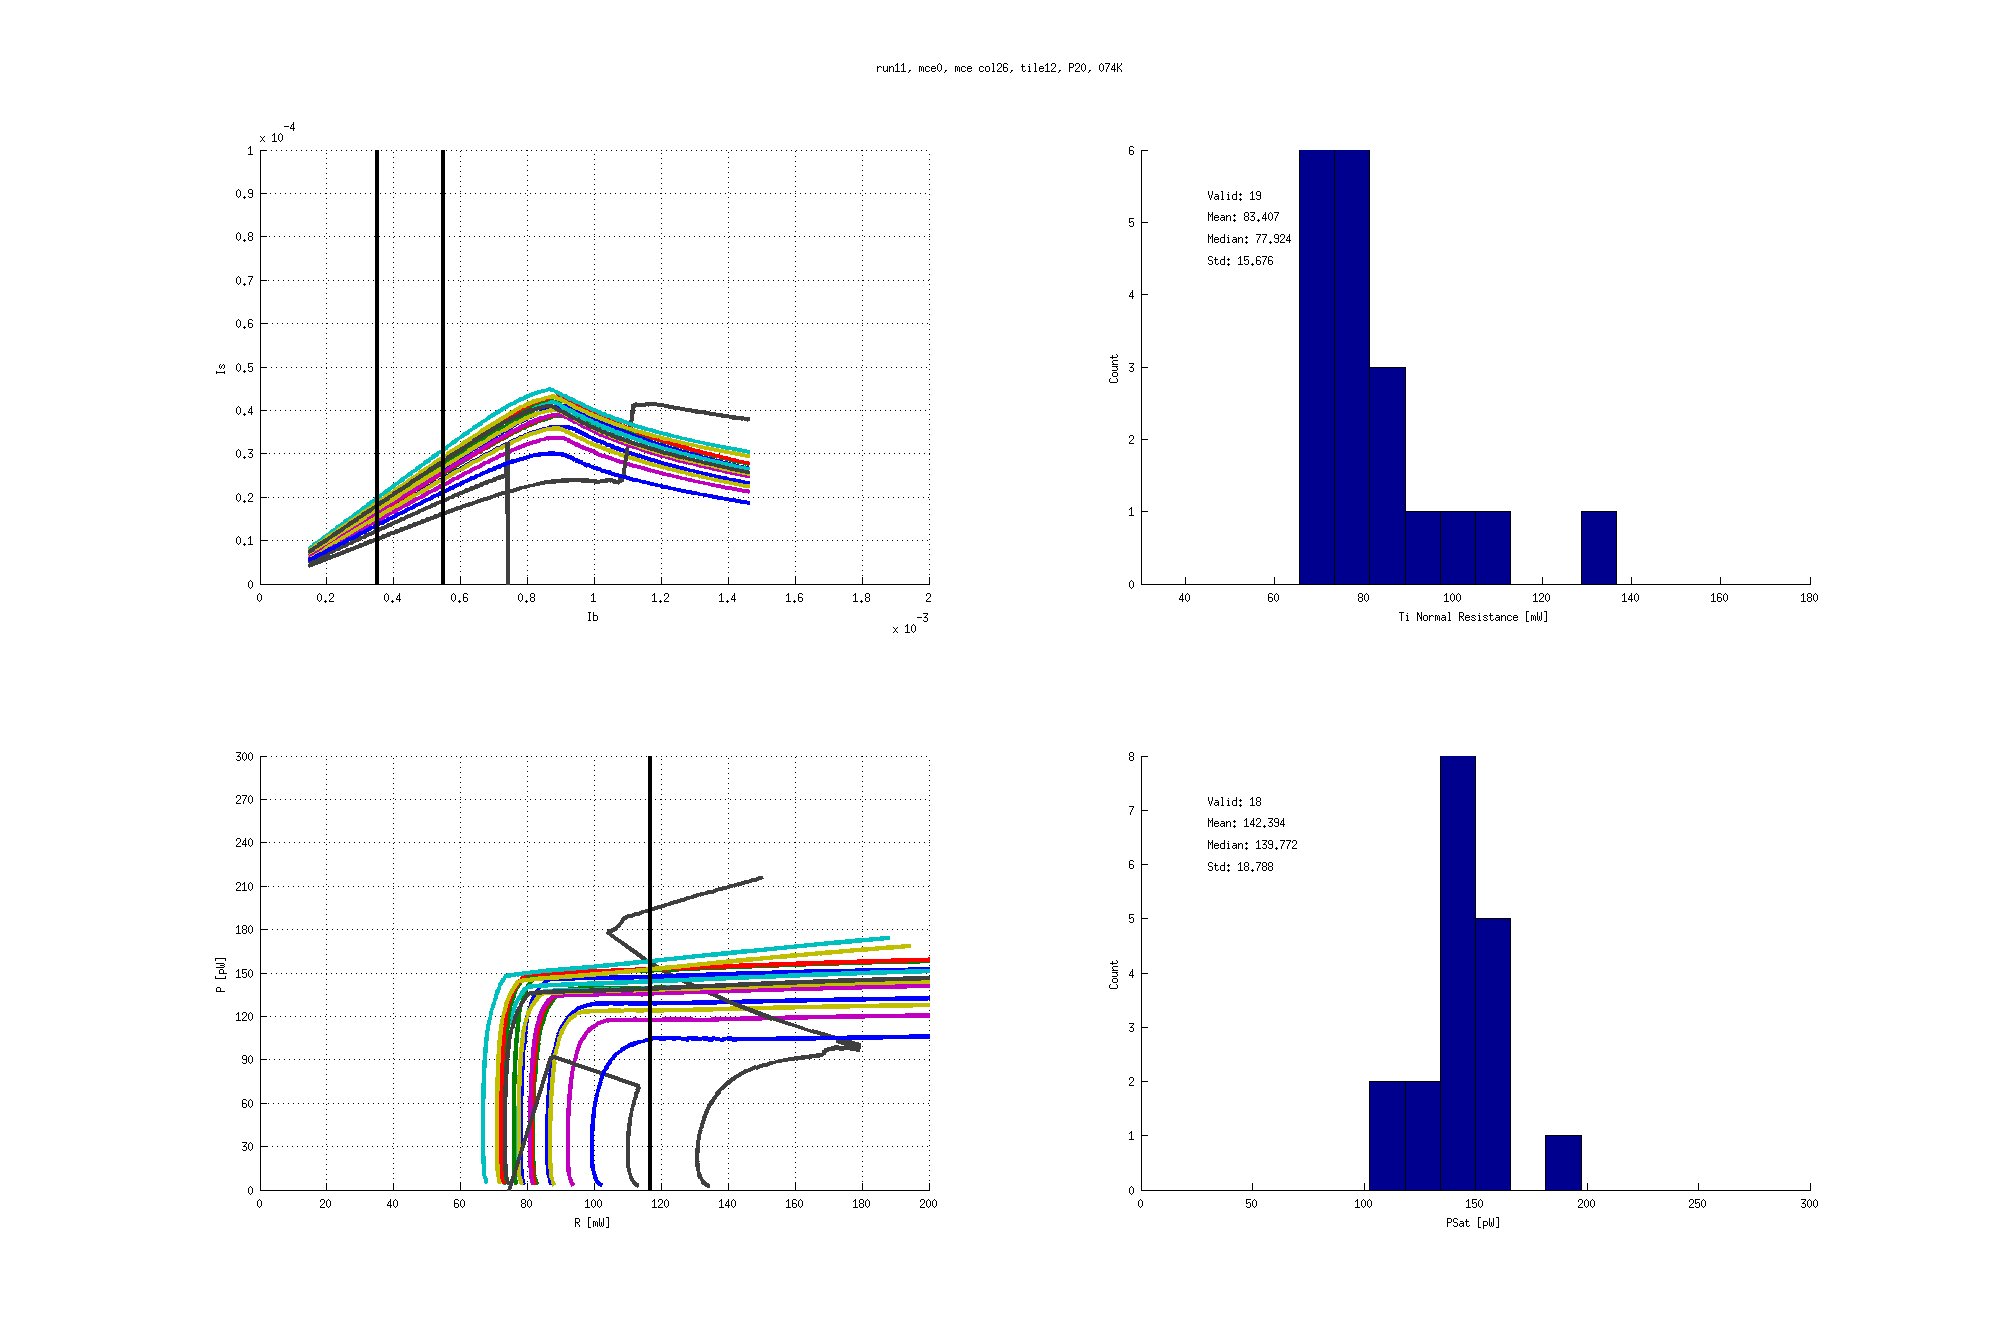 run11, mce0, mce col26, tile12, P20, 074K
x 10^-4
1
0.9
0.8
0.7
0.6
0.5
0.4
0.3
0.2
0.1
0
Is
0 0.2 0.4 0.6 0.8 1 1.2 1.4 1.6 1.8 2
Ib
x 10^-3
6
5
4
3
2
1
0
Count
Valid: 19
Mean: 83.407
Median: 77.924
Std: 15.676
40 60 80 100 120 140 160 180
Ti Normal Resistance [mW]
300
270
240
210
180
150
120
90
60
30
0
P [pW]
0 20 40 60 80 100 120 140 160 180 200
R [mW]
8
7
6
5
4
3
2
1
0
Count
Valid: 18
Mean: 142.394
Median: 139.772
Std: 18.788
0 50 100 150 200 250 300
PSat [pW]